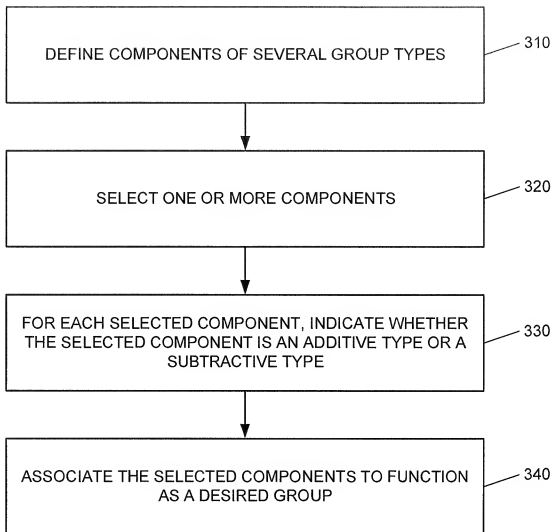 DEFINE COMPONENTS OF SEVERAL GROUP TYPES
310
SELECT ONE OR MORE COMPONENTS
320
FOR EACH SELECTED COMPONENT, INDICATE WHETHER
THE SELECTED COMPONENT IS AN ADDITIVE TYPE OR A
SUBTRACTIVE TYPE
330
ASSOCIATE THE SELECTED COMPONENTS TO FUNCTION
AS A DESIRED GROUP
340